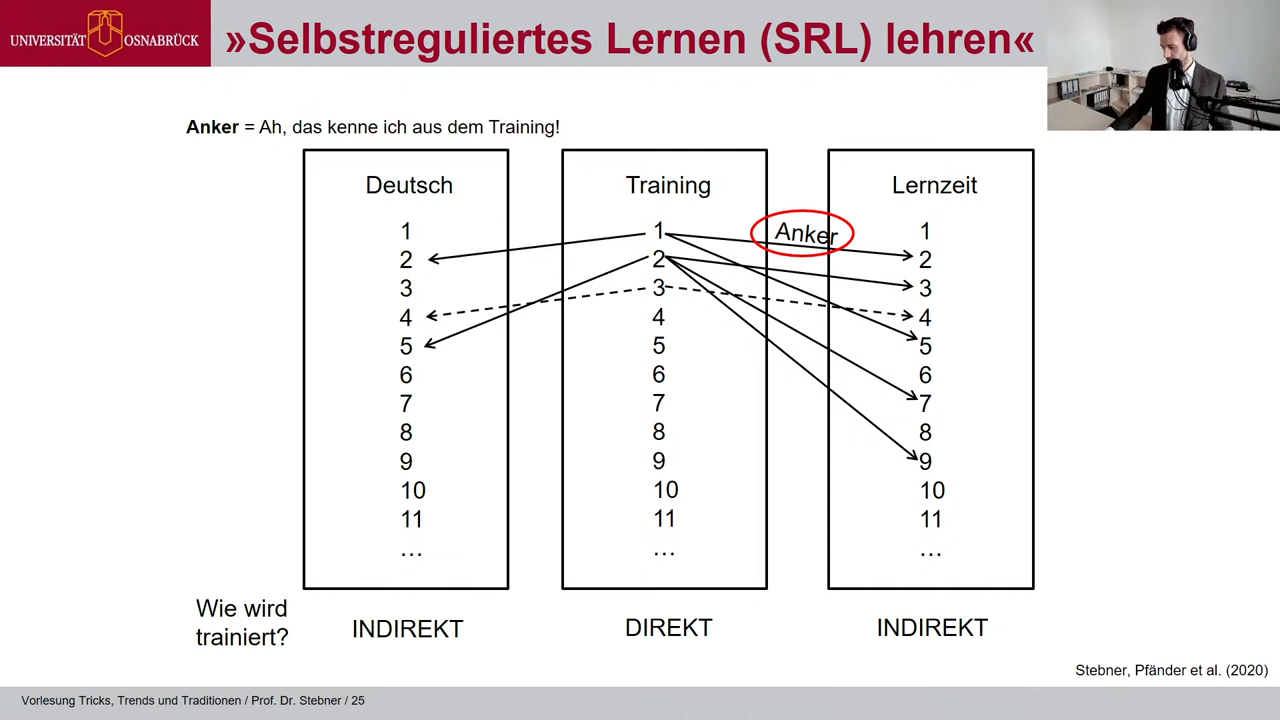 UNIVERSITÄT OSNABRÜCK
»Selbstreguliertes Lernen (SRL) lehren«
Anker = Ah, das kenne ich aus dem Training!
Deutsch
1
2
3
4
5
6
7
8
9
10
11
…
Training
1
2
3
4
5
6
7
8
9
10
11
…
Anker
Lernzeit
1
2
3
4
5
6
7
8
9
10
11
…
Wie wird
trainiert?
INDIREKT
DIREKT
INDIREKT
Stebner, Pfänder et al. (2020)
Vorlesung Tricks, Trends und Traditionen / Prof. Dr. Stebner / 25